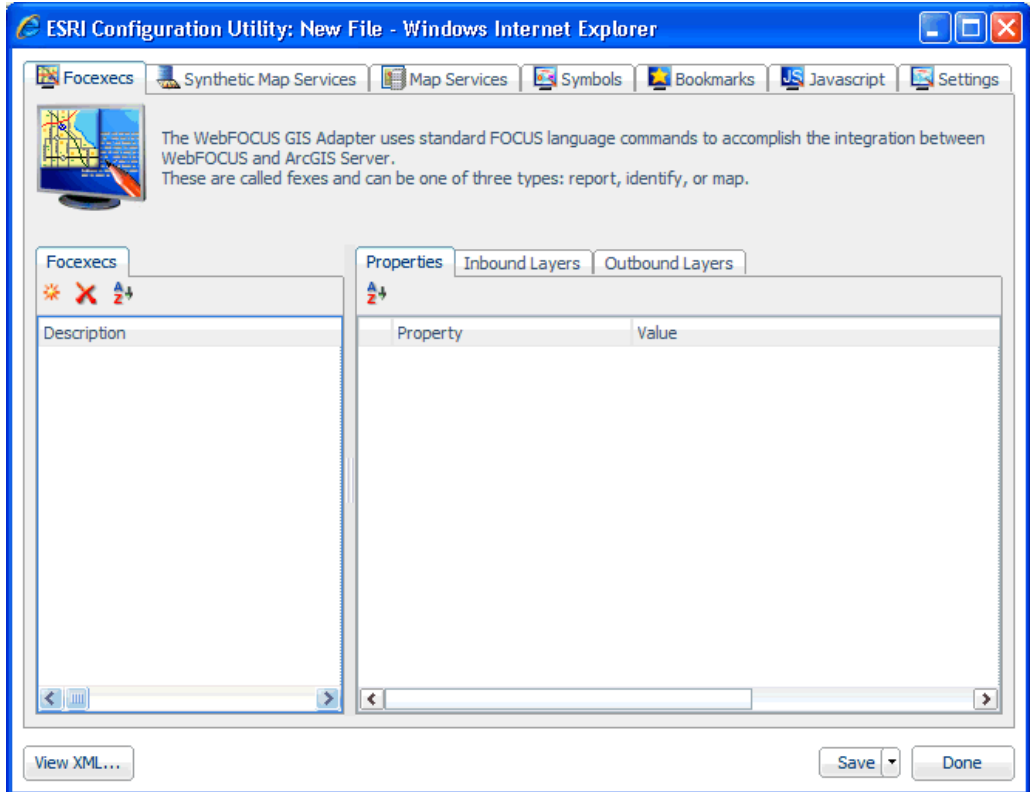 ESRI Configuration Utility: New File - Windows Internet Explorer
Focexecs Synthetic Map Services Map Services Symbols Bookmarks JS Javascript Settings
The WebFOCUS GIS Adapter uses standard FOCUS language commands to accomplish the integration between
WebFOCUS and ArcGIS Server.
These are called fexes and can be one of three types: report, identify, or map.
Focexecs
Properties Inbound Layers Outbound Layers
A Z
A Z
Description
Property Value
View XML... Save Done